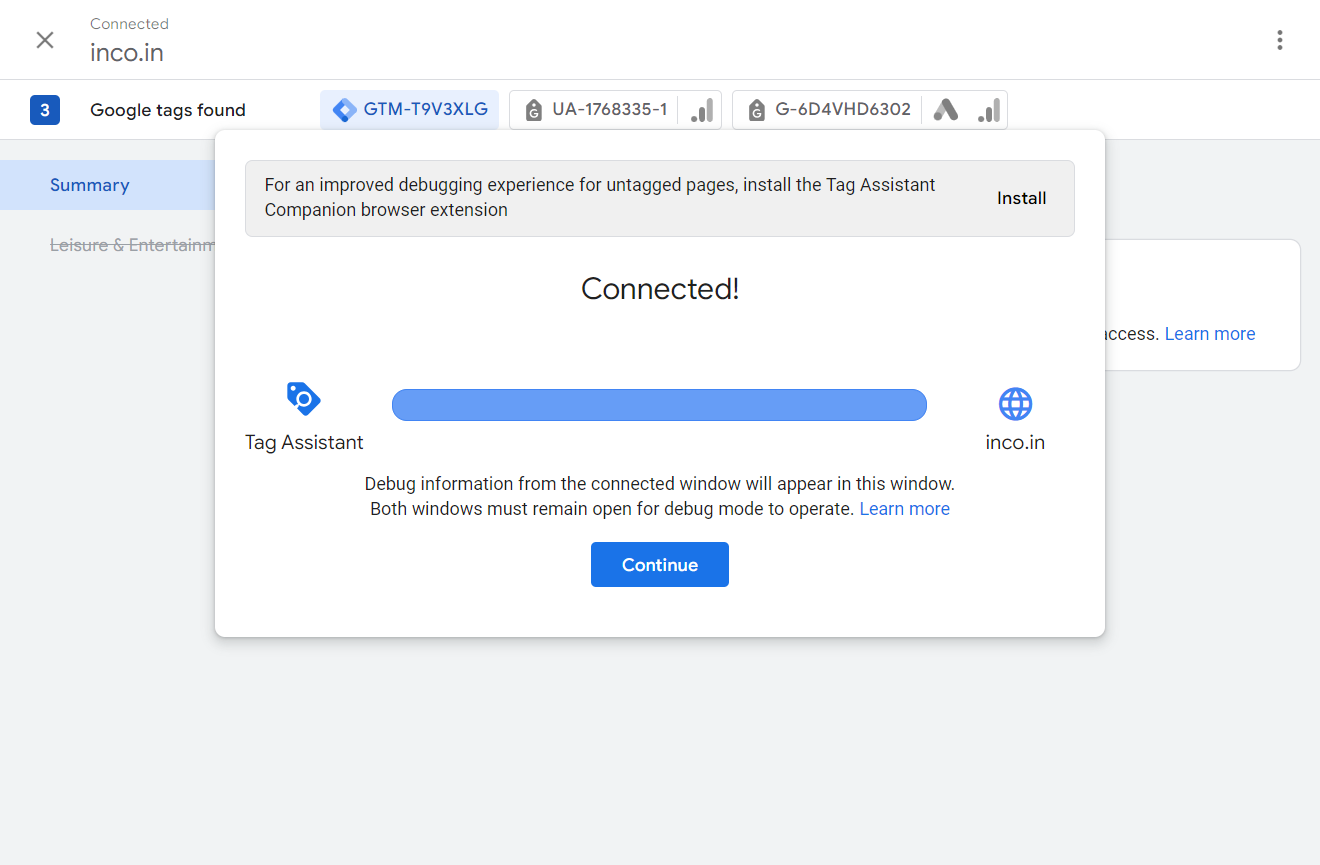 Connected
inco.in
3
Google tags found
GTM-T9V3XLG
UA-1768335-1
G-6D4VHD6302
Summary
Leisure & Entertainm
For an improved debugging experience for untagged pages, install the Tag Assistant
Companion browser extension
Install
Connected!
access. Learn more
Tag Assistant
inco.in
Debug information from the connected window will appear in this window.
Both windows must remain open for debug mode to operate. Learn more
Continue